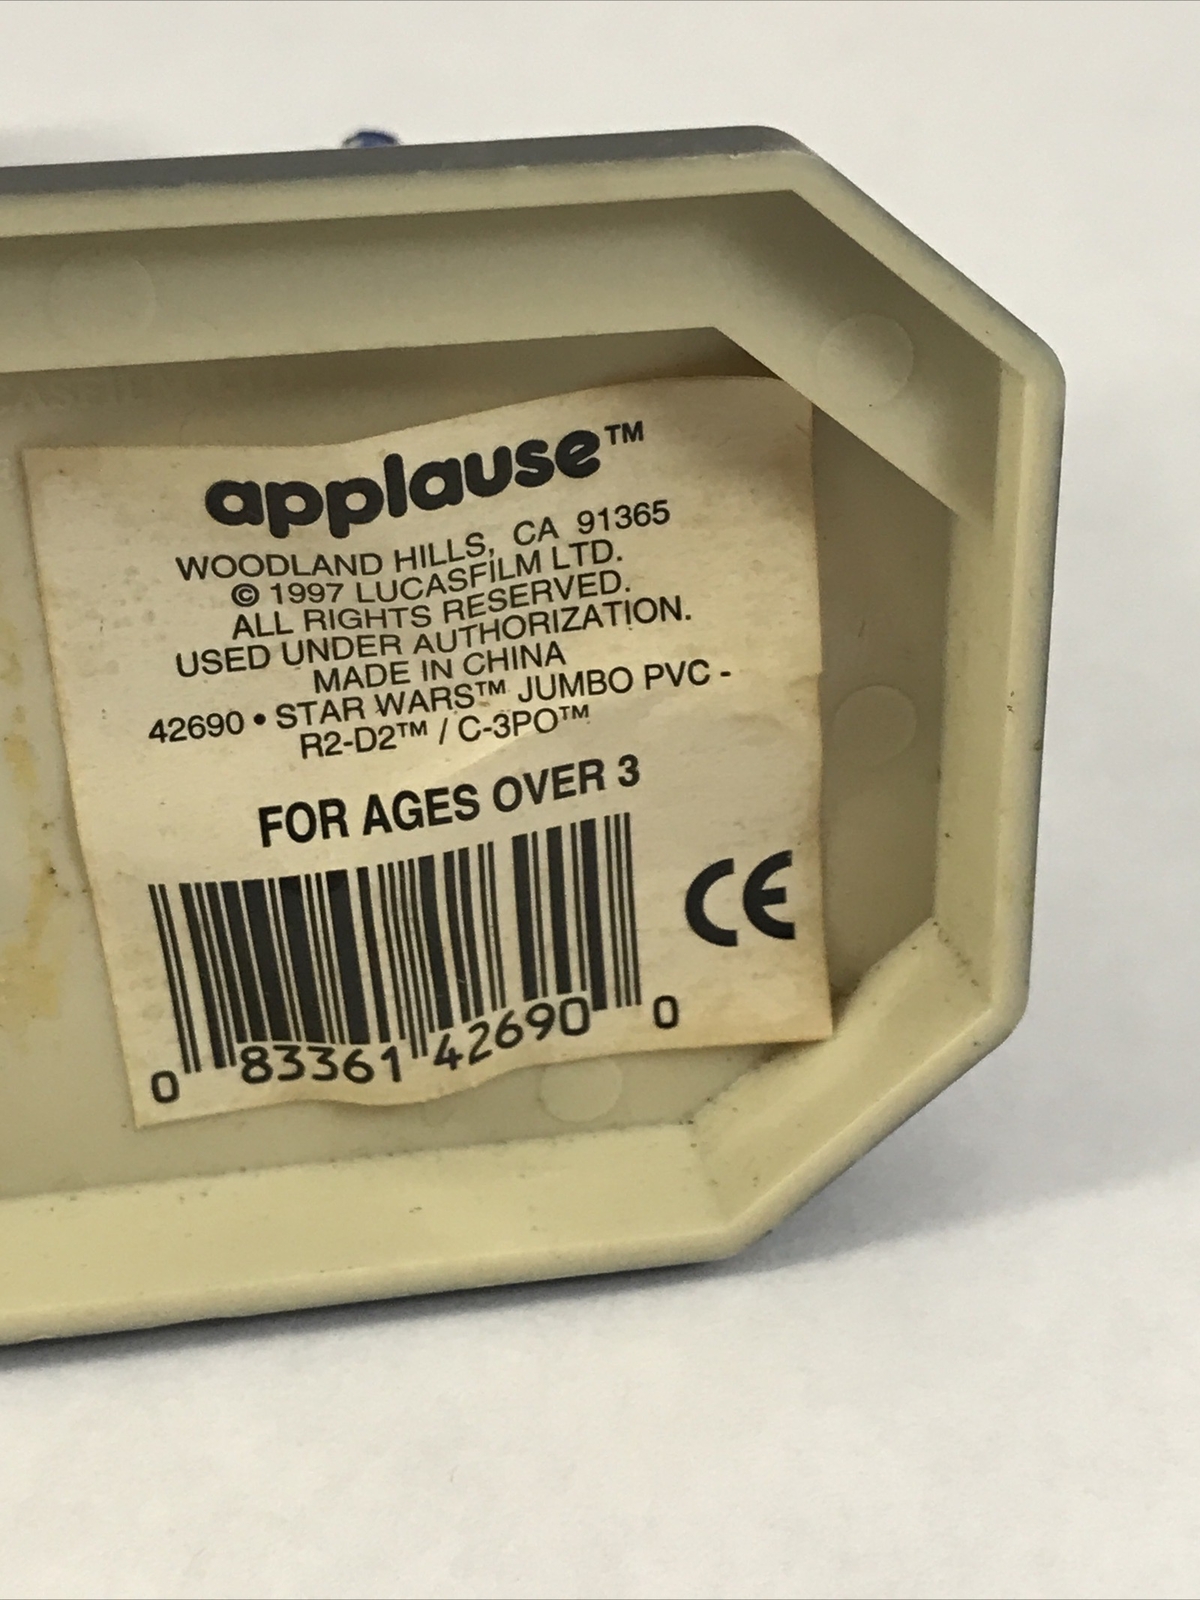 applause™
WOODLAND HILLS, CA 91365
© 1997 LUCASFILM LTD.
ALL RIGHTS RESERVED.
USED UNDER AUTHORIZATION.
MADE IN CHINA
42690 • STAR WARS™ JUMBO PVC -
R2-D2™ / C-3PO™
FOR AGES OVER 3
CE
0 83361 42690 0